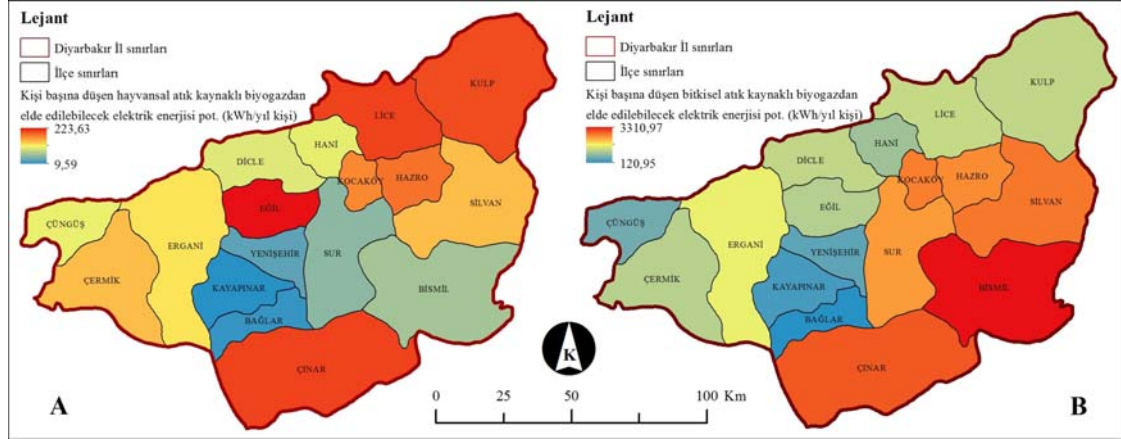 Lejant
Diyarbakır İl sınırları
İlçe sınırları
Kişi başına düşen hayvansal atık kaynaklı biyogazdan
elde edilebilecek elektrik enerjisi pot. (kWh/yıl kişi)
223,63
9,59
KULP
LİCE
HANİ
DİCLE
KOCAKÖY
HAZRO
SİLVAN
EĞİL
ÇÜNGÜŞ
ERGANİ
YENİŞEHİR
SUR
ÇERMİK
KAYAPINAR
BİSMİL
BAĞLAR
ÇINAR
A
Lejant
Diyarbakır İl sınırları
İlçe sınırları
Kişi başına düşen bitkisel atık kaynaklı biyogazdan
elde edilebilecek elektrik enerjisi pot. (kWh/yıl kişi)
3310,97
120,95
KULP
LİCE
HANİ
DİCLE
KOCAKÖY
HAZRO
SİLVAN
EĞİL
ÇÜNGÜŞ
ERGANİ
YENİŞEHİR
SUR
ÇERMİK
KAYAPINAR
BİSMİL
BAĞLAR
ÇINAR
B
K
0 25 50 100 Km